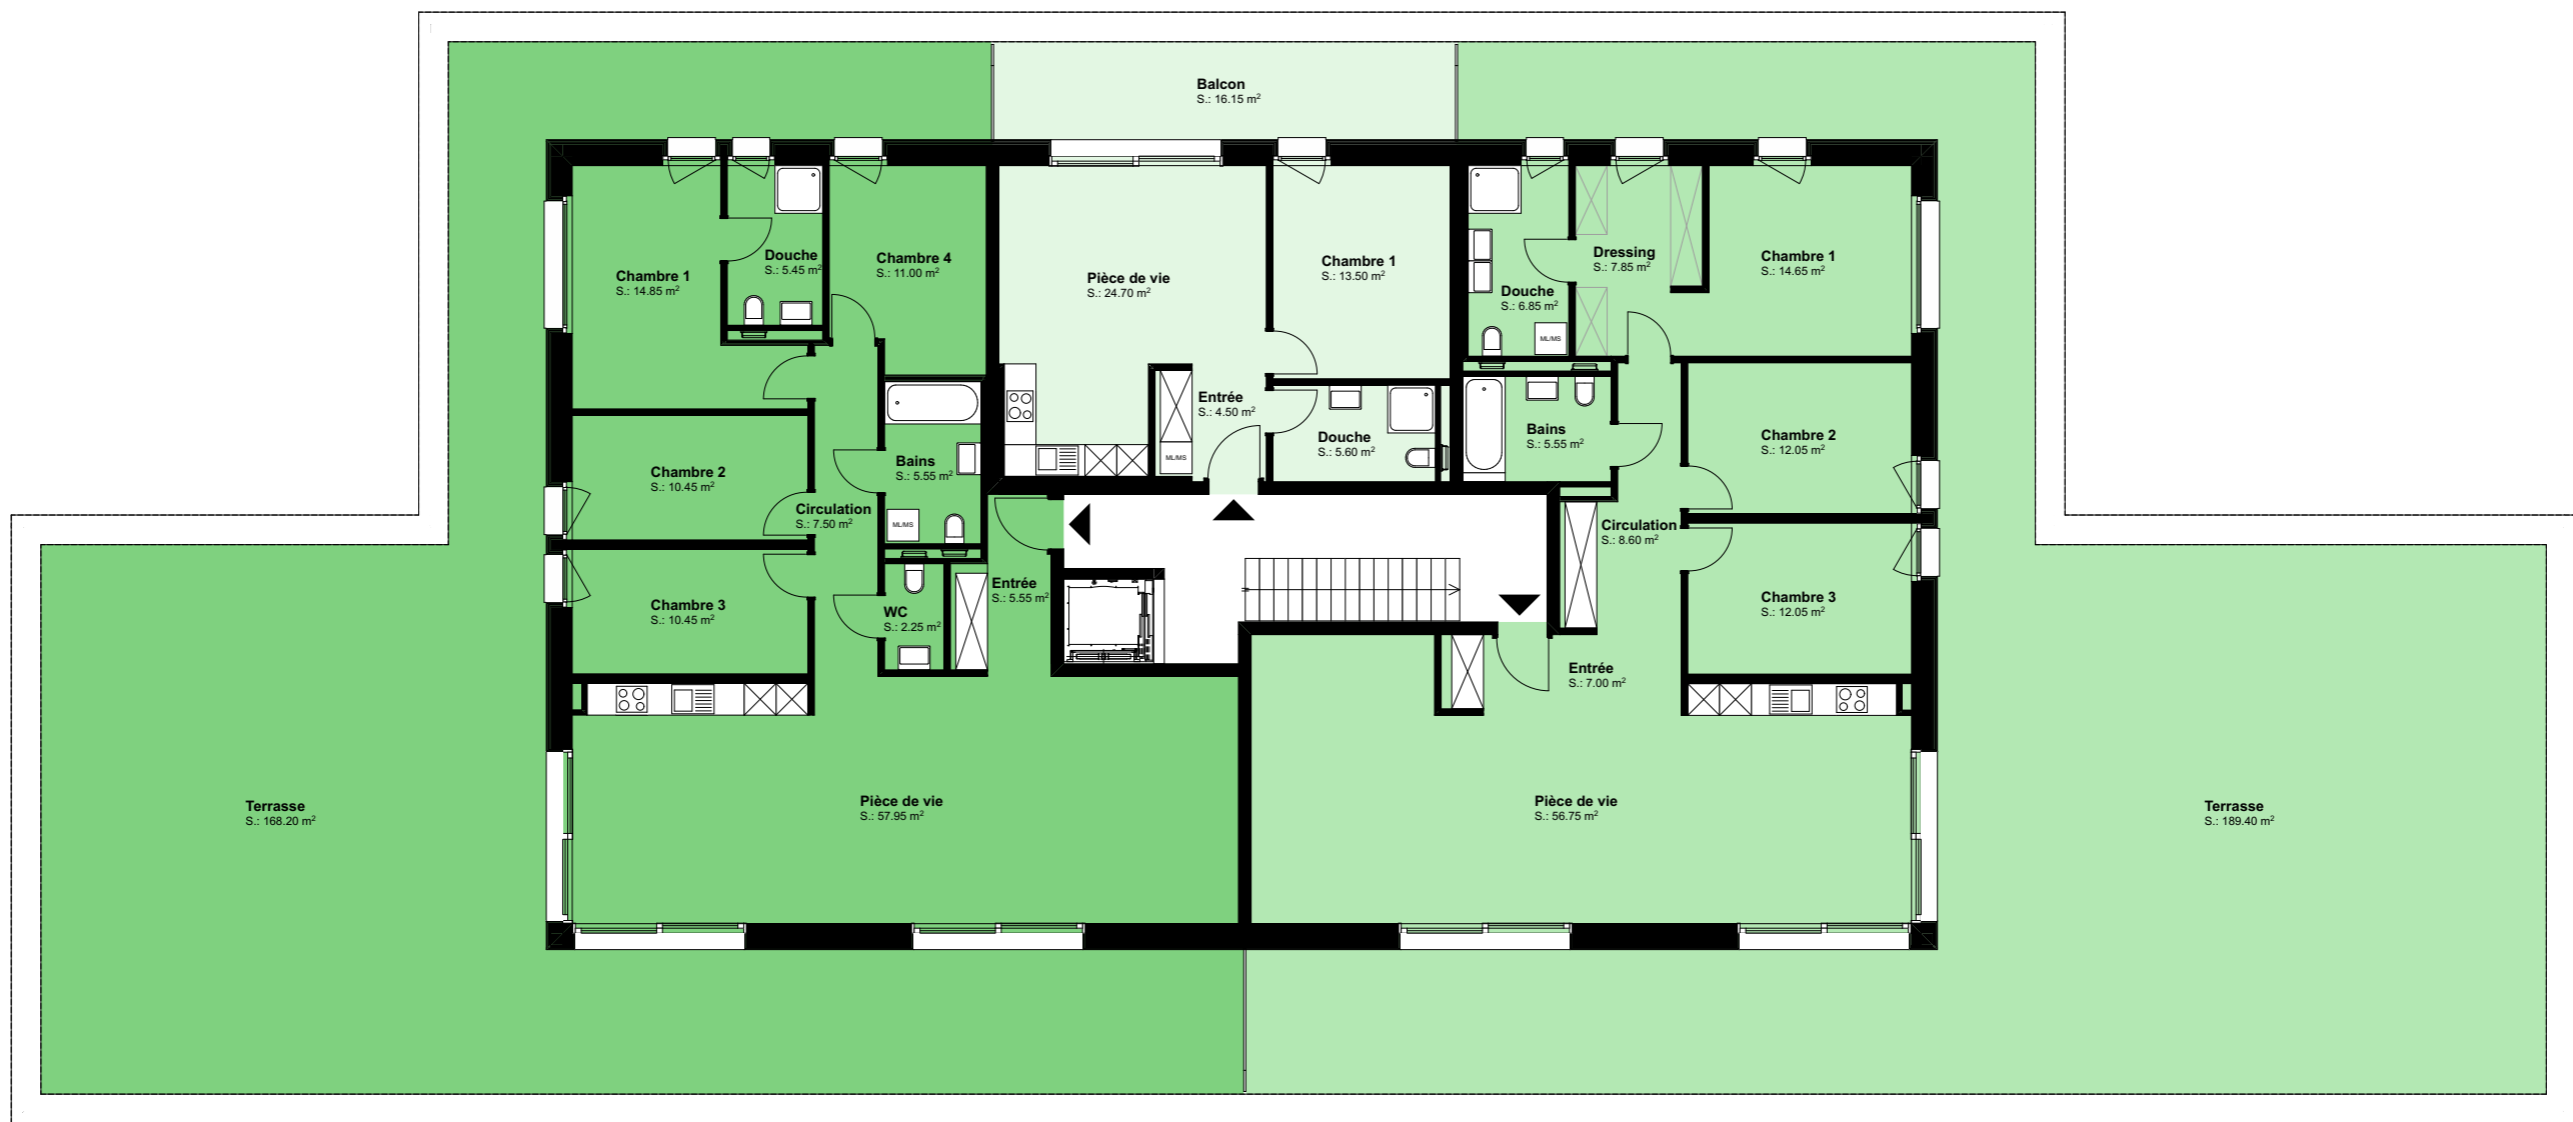 Balcon
S.: 16.15 m²
Chambre 1
S.: 14.85 m²
Douche
S.: 5.45 m²
Chambre 4
S.: 11.00 m²
Pièce de vie
S.: 24.70 m²
Chambre 1
S.: 13.50 m²
Douche
S.: 6.85 m²
ML/MS
Dressing
S.: 7.85 m²
Chambre 1
S.: 14.65 m²
Chambre 2
S.: 10.45 m²
Circulation
S.: 7.50 m²
Bains
S.: 5.55 m²
ML/MS
Entrée
S.: 4.50 m²
ML/MS
Douche
S.: 5.60 m²
Bains
S.: 5.55 m²
Chambre 2
S.: 12.05 m²
Circulation
S.: 8.60 m²
Chambre 3
S.: 10.45 m²
WC
S.: 2.25 m²
Entrée
S.: 5.55 m²
Chambre 3
S.: 12.05 m²
Entrée
S.: 7.00 m²
Terrasse
S.: 168.20 m²
Pièce de vie
S.: 57.95 m²
Pièce de vie
S.: 56.75 m²
Terrasse
S.: 189.40 m²